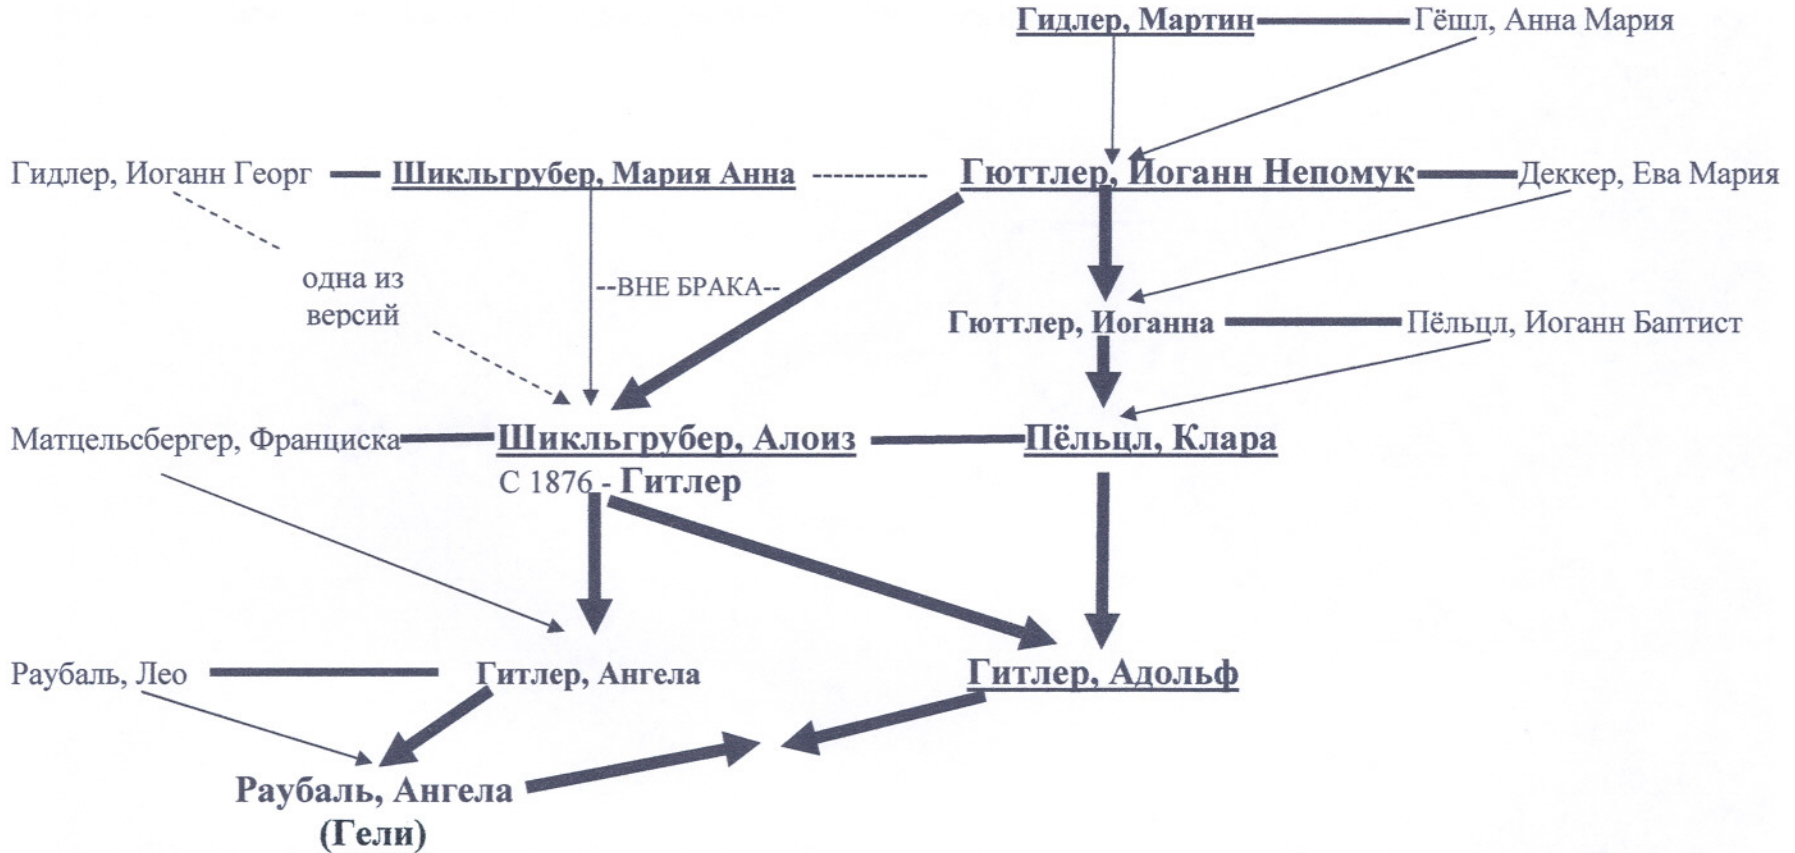 Гидлер, Мартин Гёшл, Анна Мария
Гидлер, Иоганн Георг Шикльгрубер, Мария Анна ----------- Гюттлер, Иоганн Непомук Деккер, Ева Мария
одна из
версий
--ВНЕ БРАКА--
Гюттлер, Иоганна Пёльцл, Иоганн Баптист
Матцельсбергер, Франциска Шикльгрубер, Алоиз Пёльцл, Клара
С 1876 - Гитлер
Раубаль, Лео Гитлер, Ангела Гитлер, Адольф
Раубаль, Ангела
(Гели)